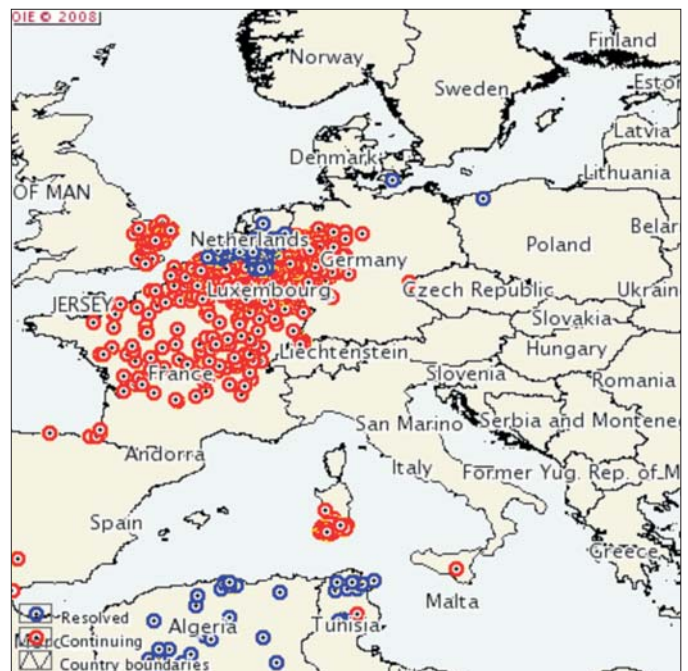 OIE © 2008
Finland
Norway
Sweden
Estor
Latvia
Denmark
Lithuania
OF MAN
Belar
Netherlands
Poland
Germany
Luxembourg
Czech Republic
Ukrain
JERSEY
Slovakia
Liechtenstein
Hungary
France
Slovenia
Romania
San Marino
Serbia and Montene
Andorra
Italy
Former Yug. Rep. of M
Spain
Greece
Malta
Resolved
Algeria
Tunisia
Continuing
Country boundaries